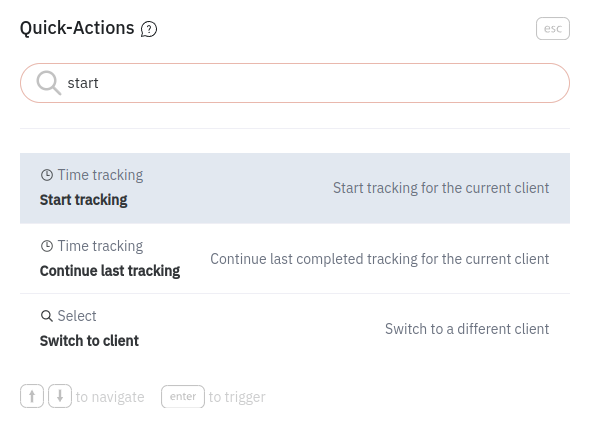 Quick-Actions
esc
start
Time tracking
Start tracking
Start tracking for the current client
Time tracking
Continue last tracking
Continue last completed tracking for the current client
Select
Switch to client
Switch to a different client
to navigate enter to trigger